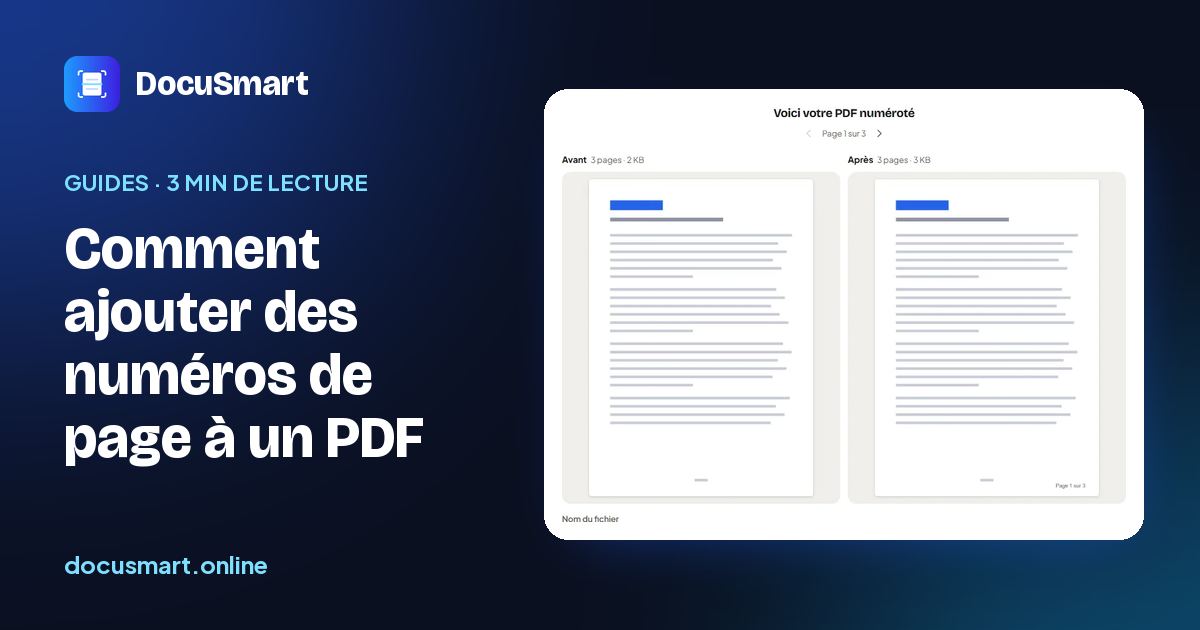 DocuSmart
GUIDES · 3 MIN DE LECTURE
Comment
ajouter des
numéros de
page à un PDF
docusmart.online
Voici votre PDF numéroté
Page 1 sur 3
Avant 3 pages · 2 KB
Après 3 pages · 3 KB
Page 1 sur 3
Nom du fichier